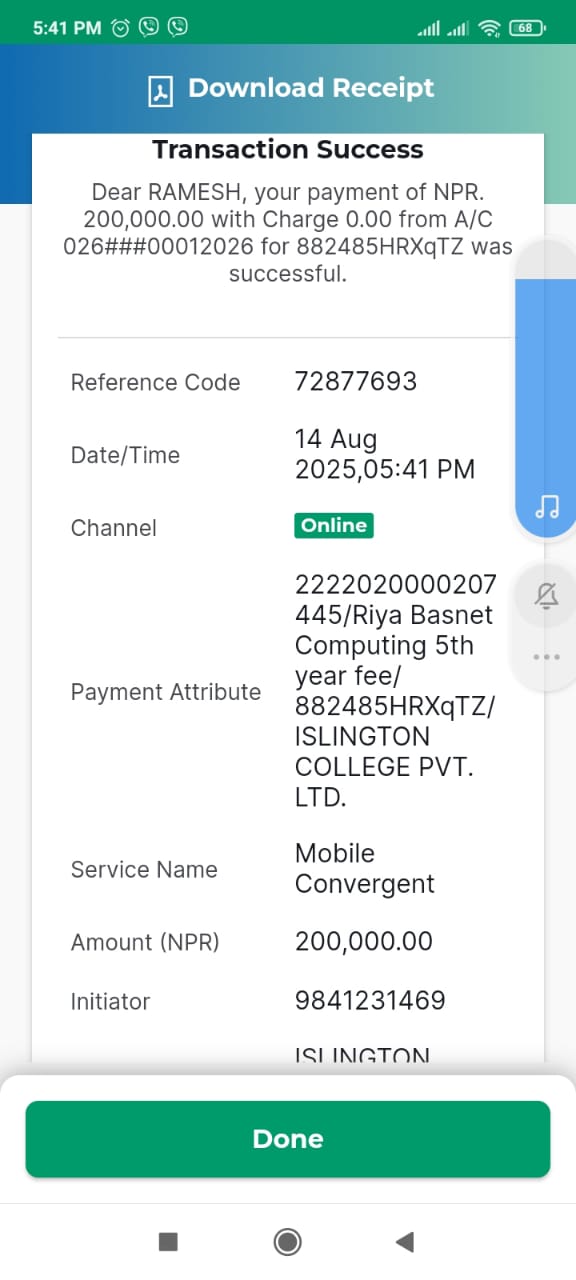 5:41 PM
68
Download Receipt
Transaction Success
Dear RAMESH, your payment of NPR.
200,000.00 with Charge 0.00 from A/C
026###00012026 for 882485HRXqTZ was
successful.
Reference Code
72877693
Date/Time
14 Aug
2025,05:41 PM
Channel
Online
Payment Attribute
2222020000207
445/Riya Basnet
Computing 5th
year fee/
882485HRXqTZ/
ISLINGTON
COLLEGE PVT.
LTD.
Service Name
Mobile
Convergent
Amount (NPR)
200,000.00
Initiator
9841231469
ISLINGTON
Done